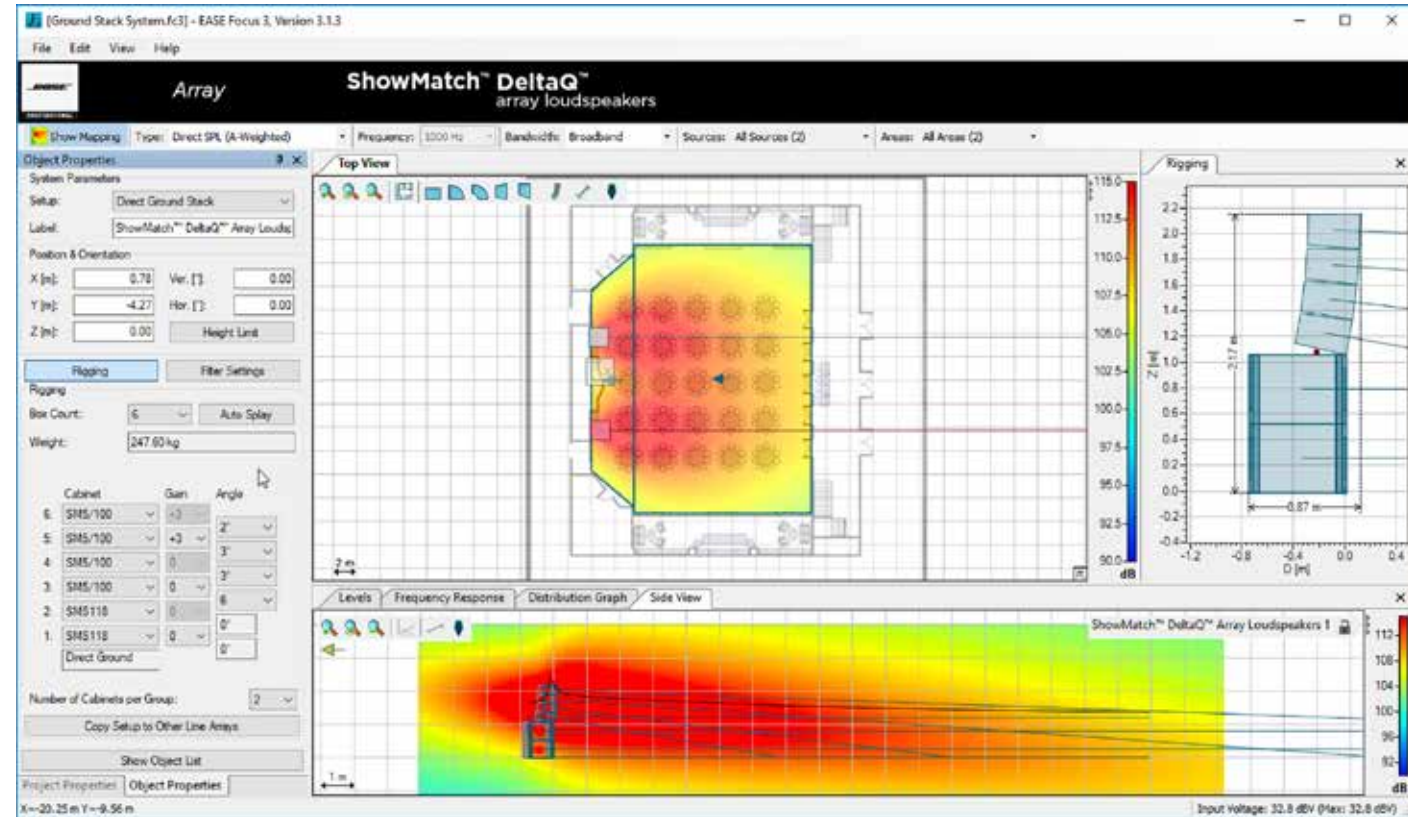 [Ground Stack System.fc3] - EASE Focus 3, Version 3.1.3
File Edit View Help
BOSE PROFESSIONAL Array ShowMatch™ DeltaQ™
array loudspeakers
Show Mapping Type: Direct SPL (A-Weighted) Frequency: 1000 Hz Bandwidth: Broadband Sources: All Sources (2) Areas: All Areas (2)
Object Properties
System Parameters
Setup: Direct Ground Stack
Label: ShowMatch™ DeltaQ™ Array Loudsp
Position & Orientation
X [m]: 0.78 Ver. [°]: 0.00
Y [m]: -4.27 Hor. [°]: 0.00
Z [m]: 0.00 Height Limit
Rigging Filter Settings
Rigging
Box Count: 6 Auto Splay
Weight: 247.60 kg
Cabinet Gain Angle
6. SM5/100 +3
2°
5. SM5/100 +3
3°
4. SM5/100 0
3°
3. SM5/100 0
6
2. SMS118 0
0°
1. SMS118 0
0°
Direct Ground
Number of Cabinets per Group: 2
Copy Setup to Other Line Arrays
Show Object List
Project Properties Object Properties
X=-20.25 m Y=-9.56 m
Top View
2 m
115.0
112.5
110.0
107.5
105.0
102.5
100.0
97.5
95.0
92.5
90.0
dB
Rigging
2.2
2.0
1.8
1.6
1.4
1.2
1.0
0.8
0.6
0.4
0.2
0.0
-0.2
-0.4
Z [m]
2.17 m
0.87 m
-1.2 -0.8 -0.4 0.0 0.4
D [m]
Levels Frequency Response Distribution Graph Side View
ShowMatch™ DeltaQ™ Array Loudspeakers 1
1 m
112
108
104
100
96
92
dB
Input Voltage: 32.8 dBV (Max: 32.8 dBV)